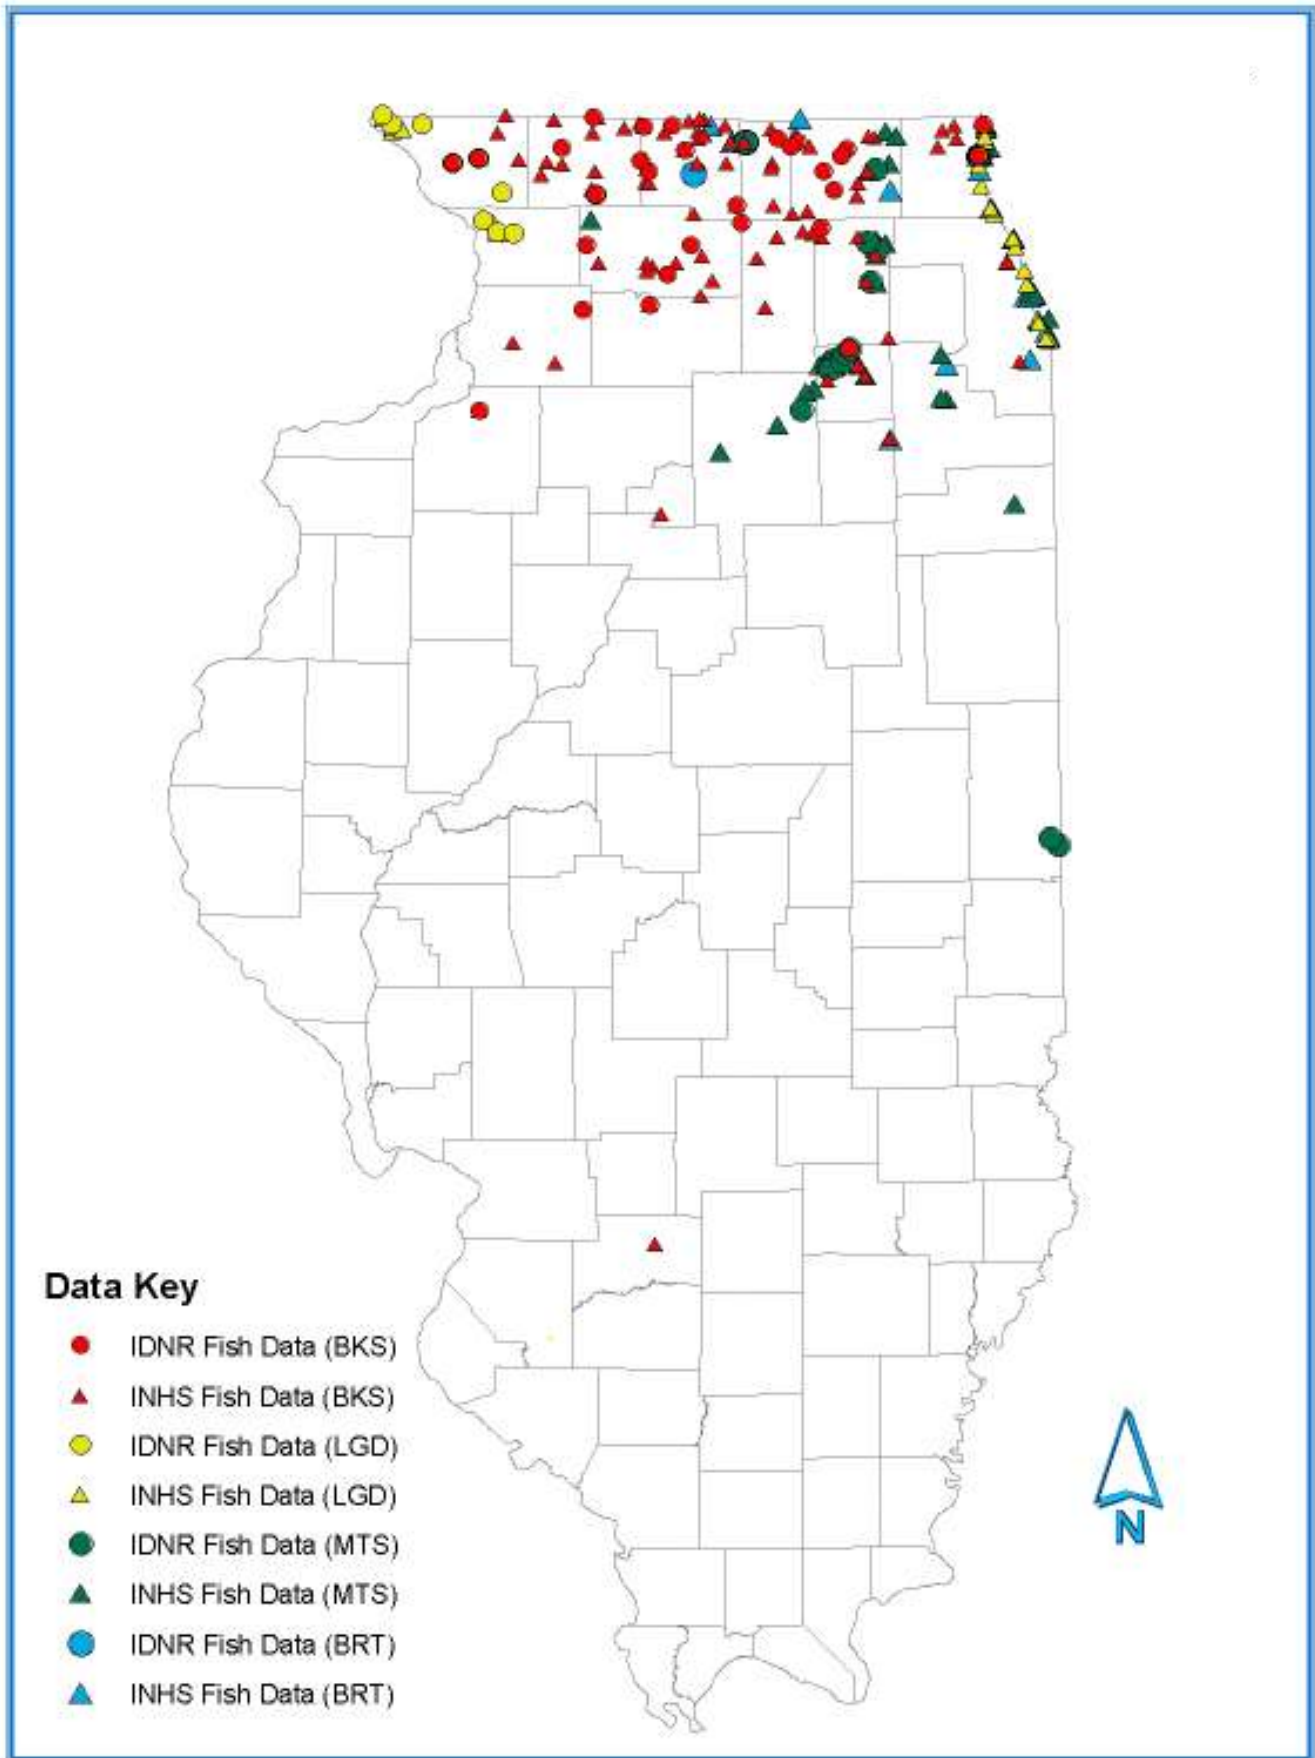 Data Key
IDNR Fish Data (BKS)
INHS Fish Data (BKS)
IDNR Fish Data (LGD)
INHS Fish Data (LGD)
IDNR Fish Data (MTS)
INHS Fish Data (MTS)
IDNR Fish Data (BRT)
INHS Fish Data (BRT)
N